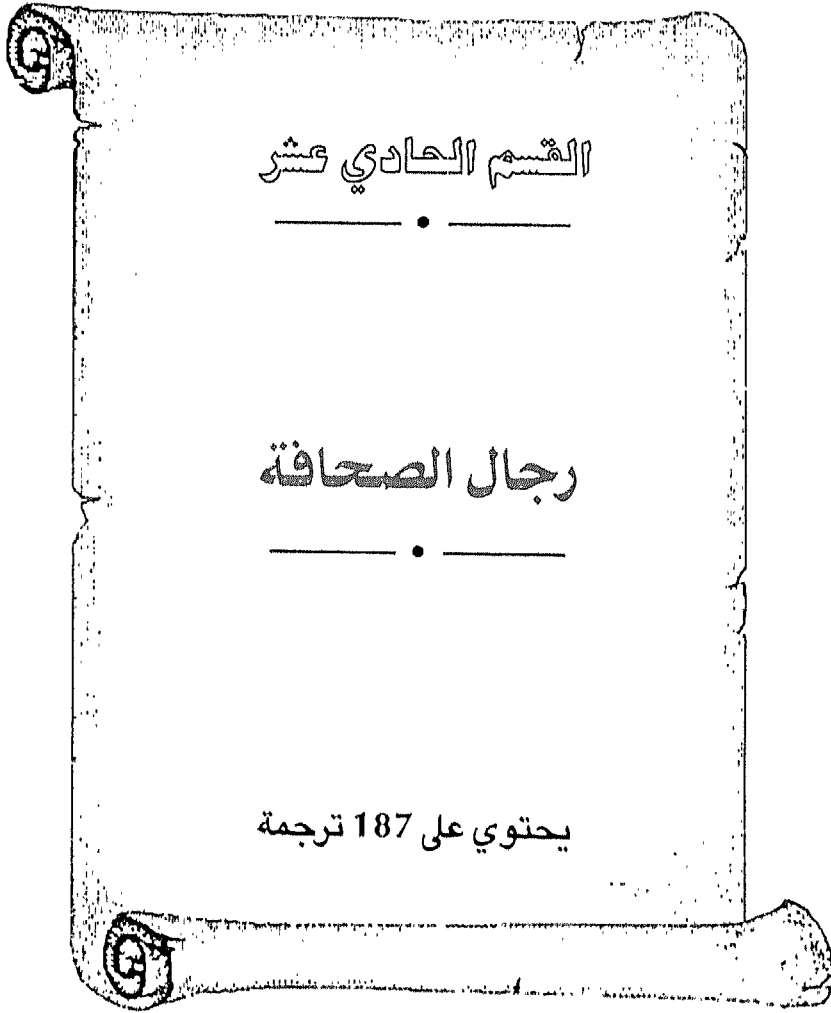 القسم الحادي عشر
رجال الصحافة
يحتوي على 187 ترجمة